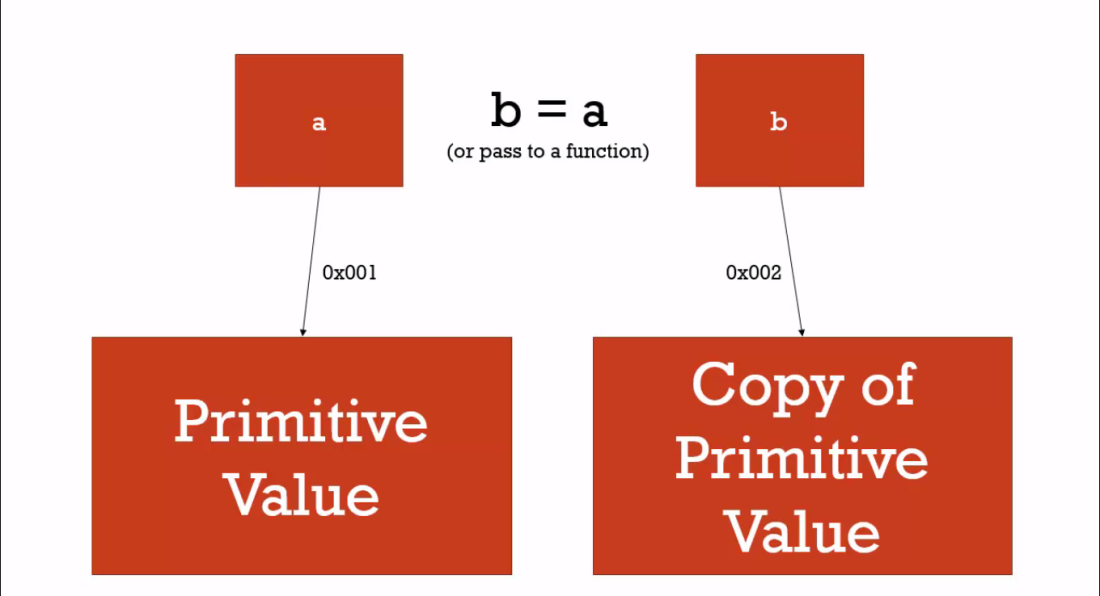 a
b = a
(or pass to a function)
b
0x001
0x002
Primitive
Value
Copy of
Primitive
Value